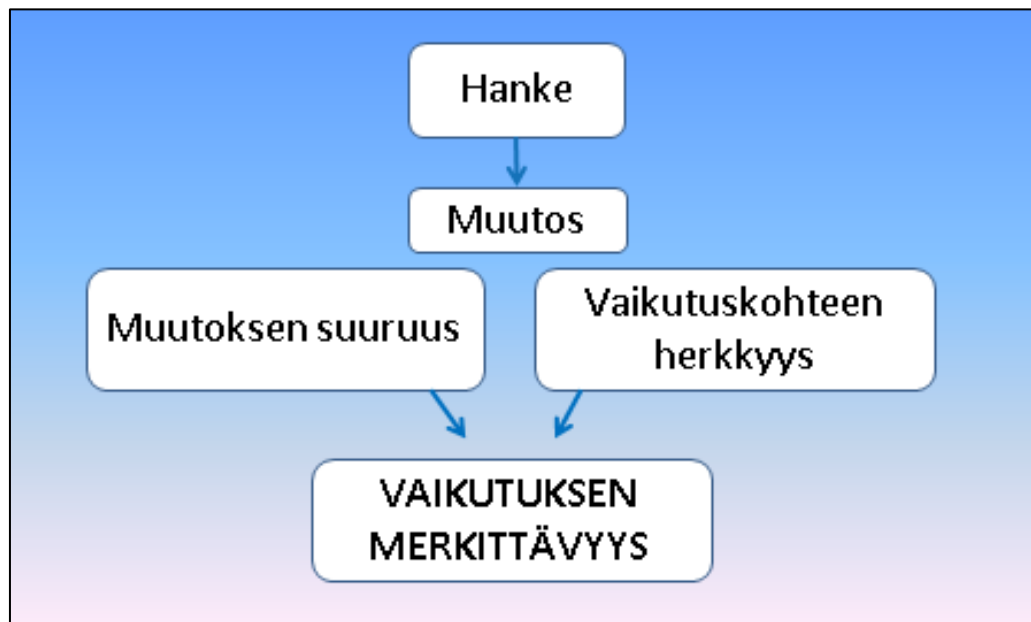 Hanke
Muutos
Muutoksen suuruus
Vaikutuskohteen
herkkyys
VAIKUTUKSEN
MERKITTÄVYYS